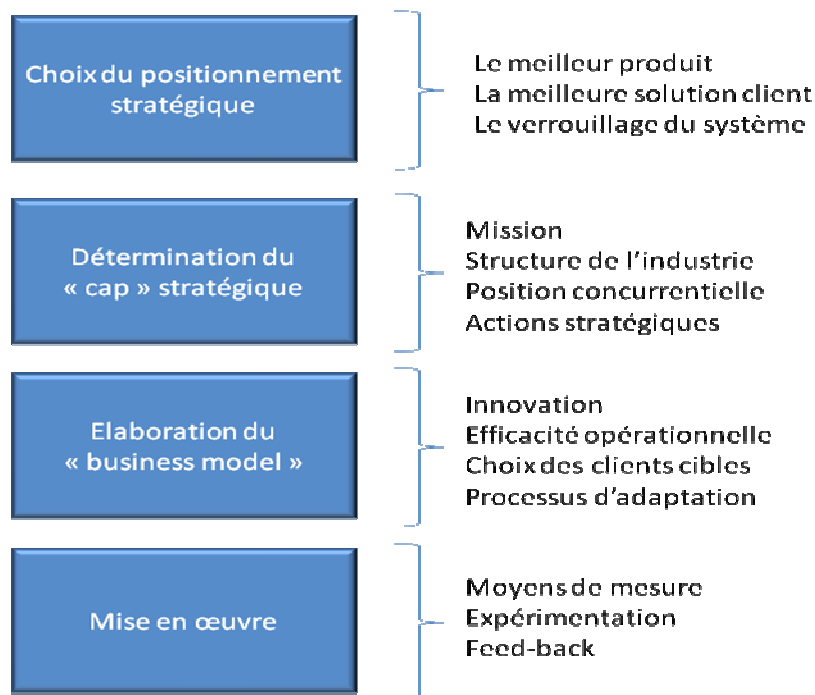 Choix du positionnement
stratégique
Le meilleur produit
La meilleure solution client
Le verrouillage du système
Détermination du
« cap » stratégique
Mission
Structure de l'industrie
Position concurrentielle
Actions stratégiques
Elaboration du
« business model »
Innovation
Efficacité opérationnelle
Choix des clients cibles
Processus d'adaptation
Mise en œuvre
Moyens de mesure
Expérimentation
Feed-back